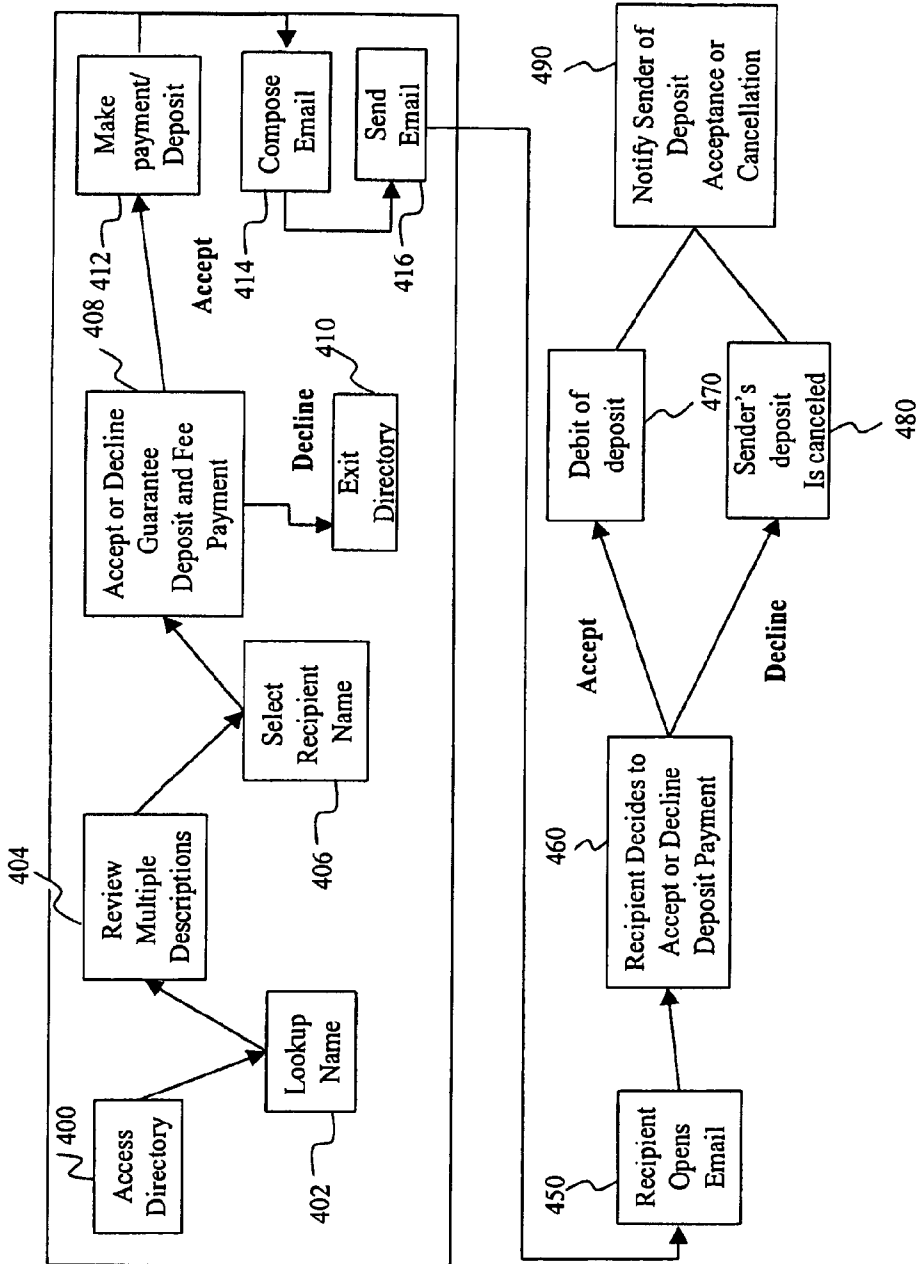 400
Access
Directory
Lookup
Name
402
404
Review
Multiple
Descriptions
Select
Recipient
Name
406
408
Accept or Decline
Guarantee
Deposit and Fee
Payment
Decline
410
Exit
Directory
412
Make
payment/
Deposit
Accept
414
Compose
Email
Send
Email
416
450
Recipient
Opens
Email
460
Recipient Decides to
Accept or Decline
Deposit Payment
Accept
Decline
Debit of
deposit
470
Sender's
deposit
Is canceled
480
490
Notify Sender of
Deposit
Acceptance or
Cancellation